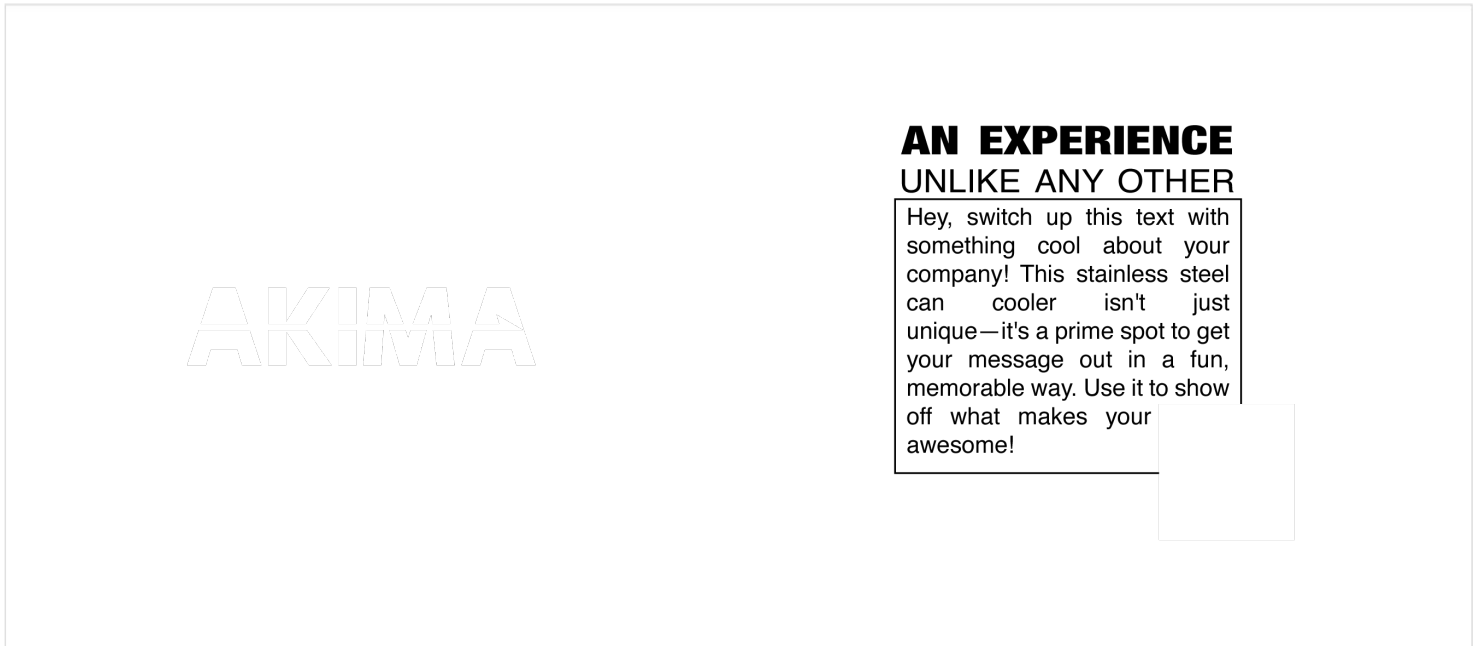 AKIMA
AN EXPERIENCE
UNLIKE ANY OTHER
Hey, switch up this text with
something cool about your
company! This stainless steel
can cooler isn't just
unique—it's a prime spot to get
your message out in a fun,
memorable way. Use it to show
off what makes your
awesome!